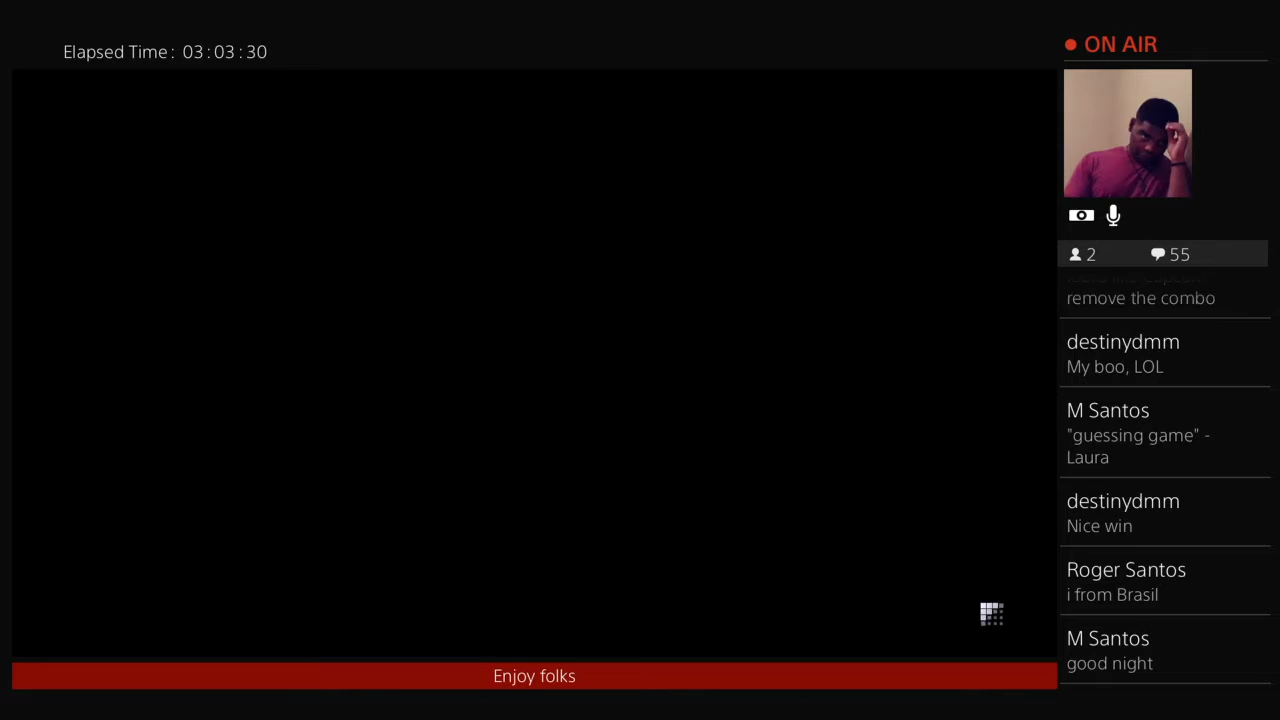 Elapsed Time: 03:03:30
ON AIR
2 55
remove the combo
destinydmm
My boo, LOL
M Santos
"guessing game" -
Laura
destinydmm
Nice win
Roger Santos
i from Brasil
M Santos
good night
Enjoy folks